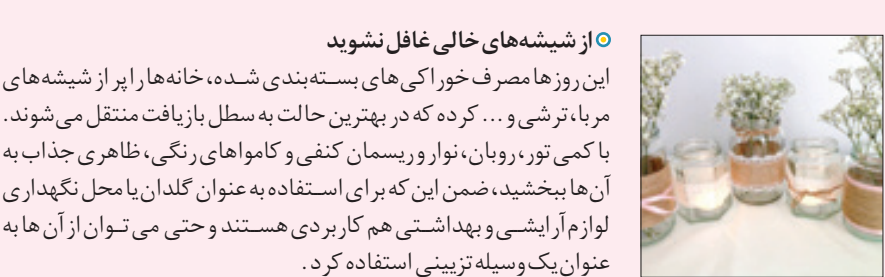 از شیشه‌های خالی غافل نشوید
این روزها مصرف خوراکی‌های بسته‌بندی شده، خانه‌ها را پر از شیشه‌های
مربا، ترشی و ... کرده که در بهترین حالت به سطل بازیافت منتقل می‌شوند.
با کمی تور، روبان، نوار و ریسمان کنفی و کامواهای رنگی، ظاهری جذاب به
آن‌ها ببخشید، ضمن این که برای استفاده به عنوان گلدان یا محل نگهداری
لوازم آرایشی و بهداشتی هم کاربردی هستند و حتی می توان از آن ها به
عنوان یک وسیله تزیینی استفاده کرد.